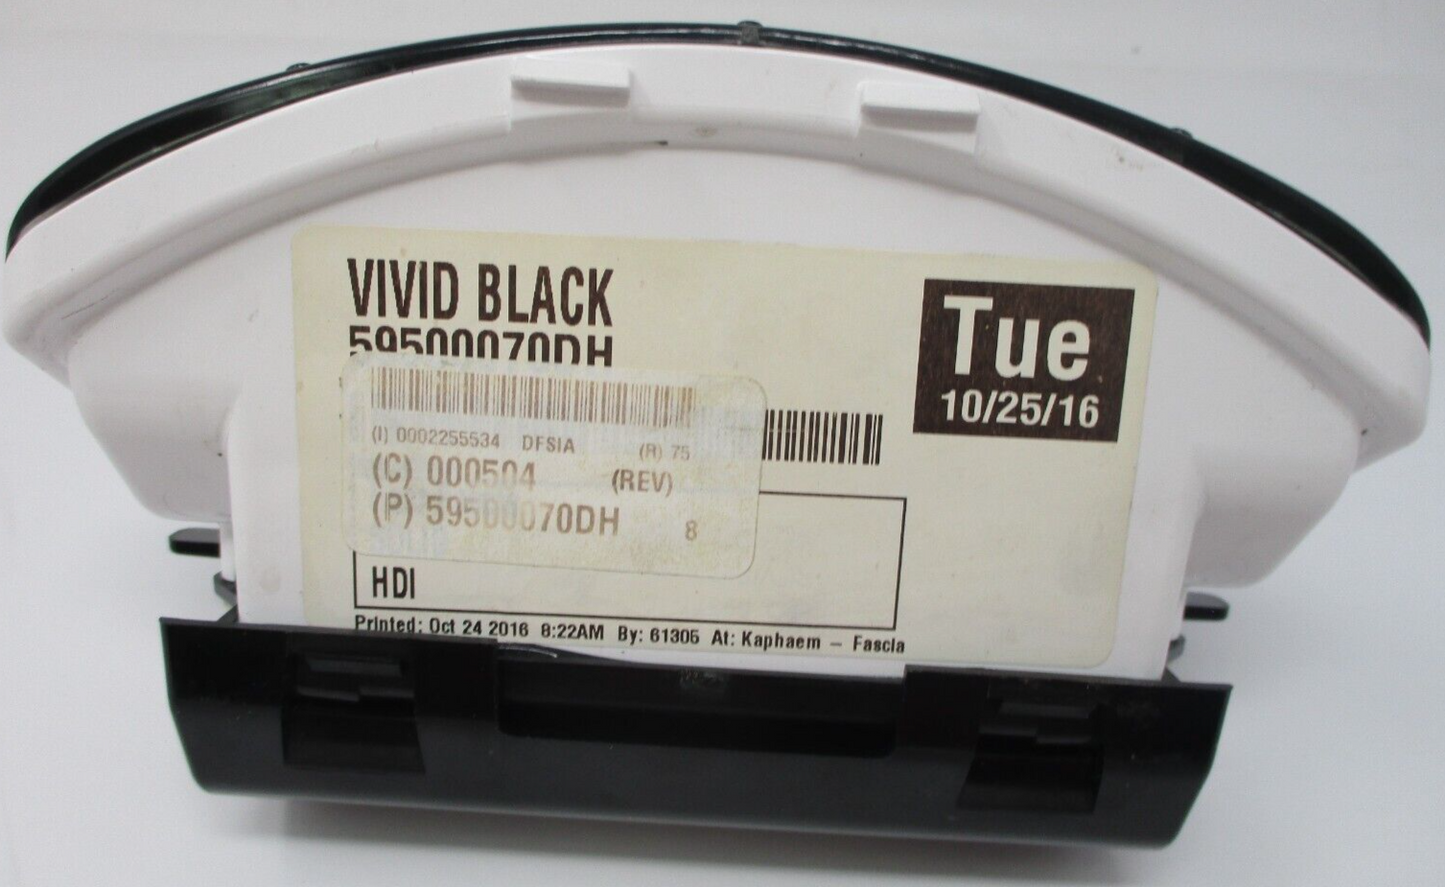 VIVID BLACK
59500070DH
Tue
10/25/16
(I) 0002255534 DFSIA (R) 75
(C) 000504 (REV)
(P) 59500070DH 8
HDI
Printed: Oct 24 2016 8:22AM By: 61305 At: Kaphaem – Fascia